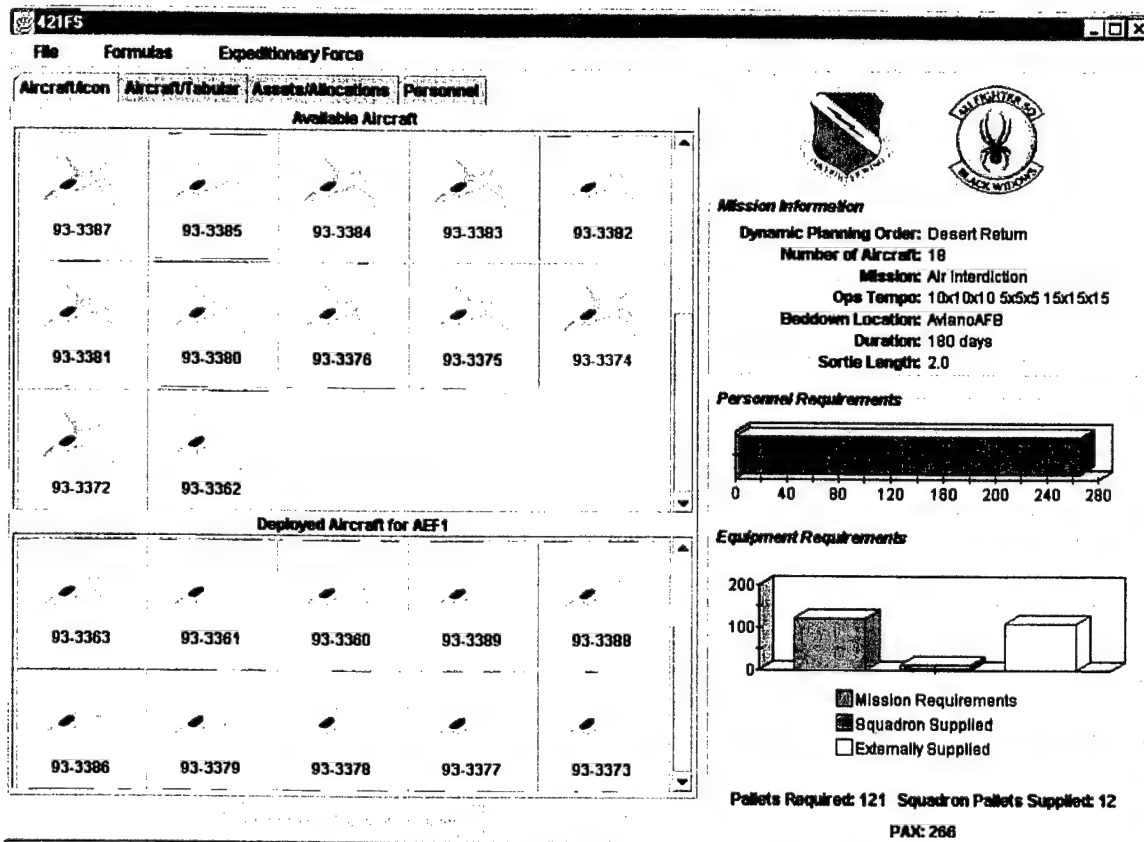 421FS
File Formulas Expeditionary Force
Aircraft/Icon Aircraft/Tabular Assets/Allocations Personnel
Available Aircraft
93-3387 93-3385 93-3384 93-3383 93-3382
93-3381 93-3380 93-3376 93-3375 93-3374
93-3372 93-3362
Deployed Aircraft for AEF1
93-3363 93-3361 93-3360 93-3389 93-3388
93-3386 93-3379 93-3378 93-3377 93-3373
FIGHTER SQ
BLACK WIDOWS
Mission Information
Dynamic Planning Order: Desert Return
Number of Aircraft: 18
Mission: Air Interdiction
Ops Tempo: 10x10x10 5x5x5 15x15x15
Beddown Location: AvianoAFB
Duration: 180 days
Sortie Length: 2.0
Personnel Requirements
0 40 80 120 160 200 240 280
Equipment Requirements
200
100
0
Mission Requirements
Squadron Supplied
Externally Supplied
Pallets Required: 121 Squadron Pallets Supplied: 12
PAX: 266